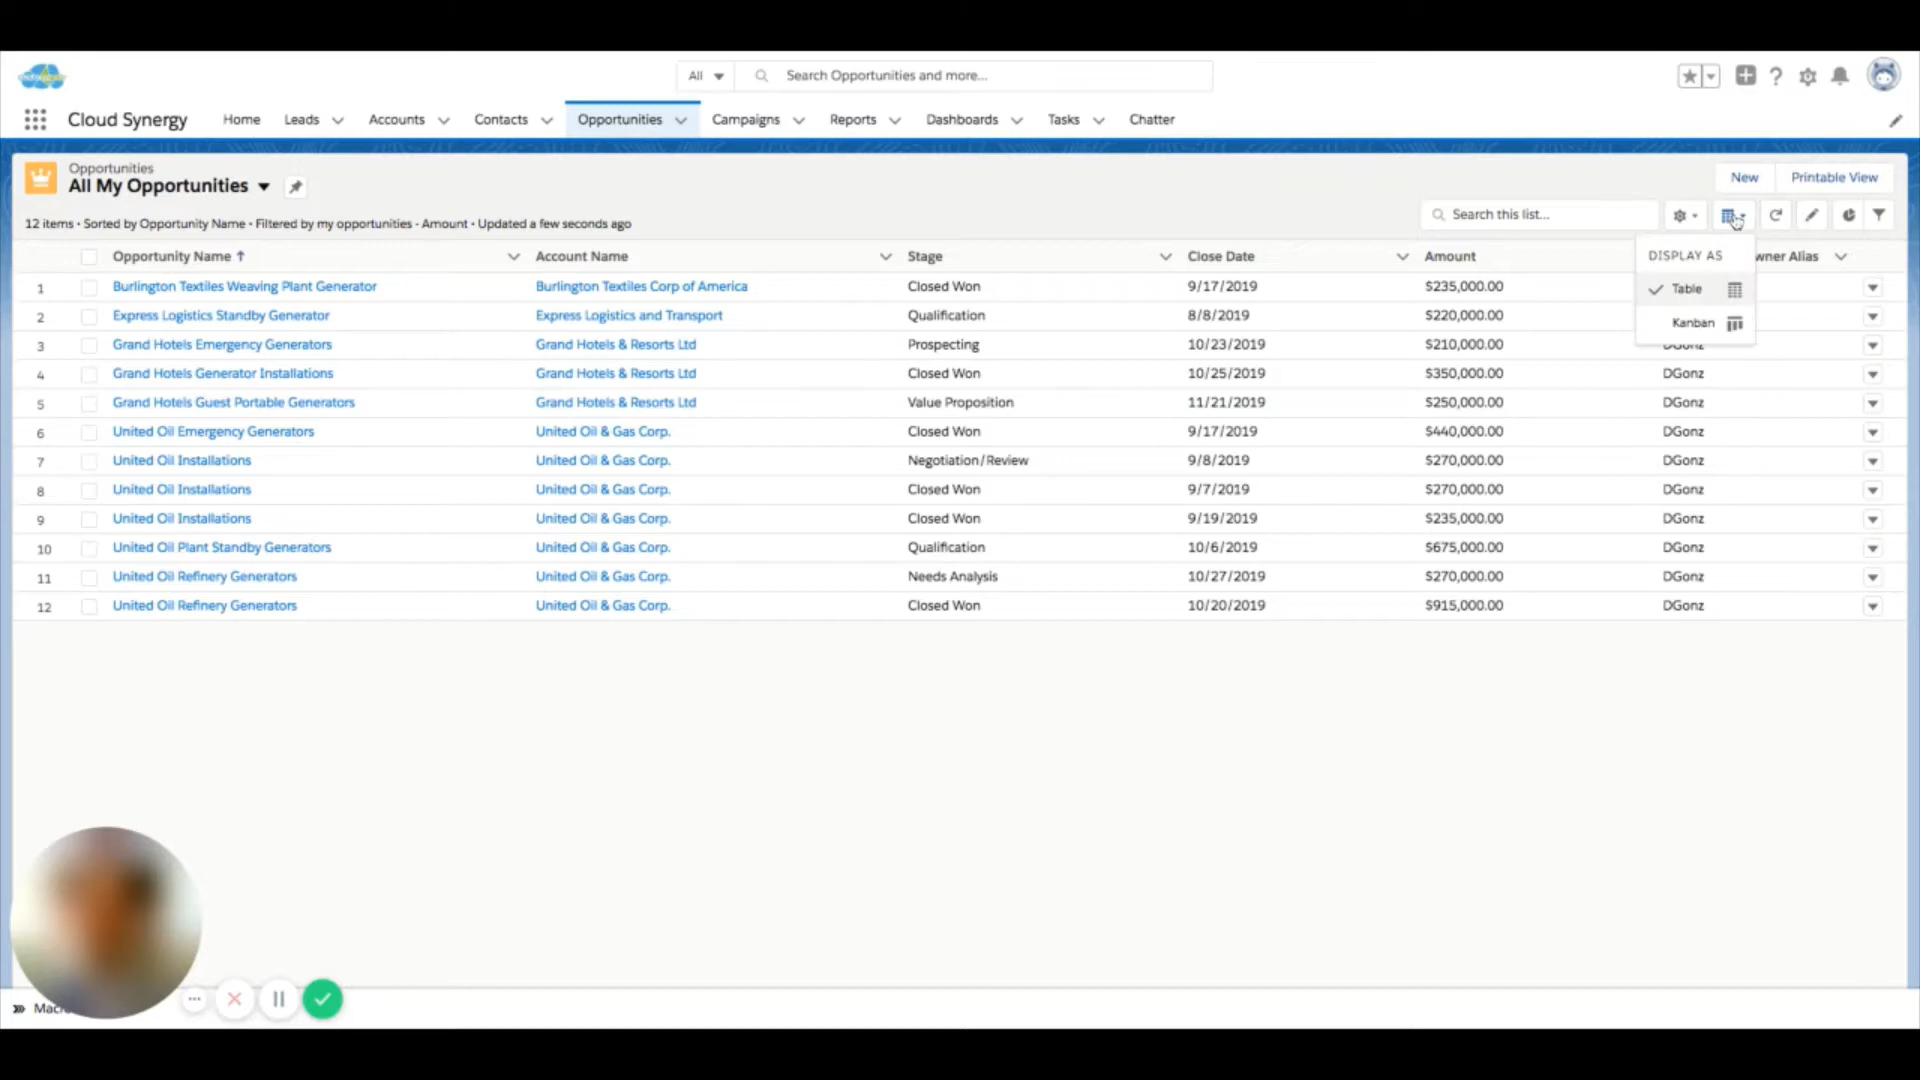 All Search Opportunities and more...
Cloud Synergy Home Leads Accounts Contacts Opportunities Campaigns Reports Dashboards Tasks Chatter
Opportunities
All My Opportunities
New Printable View
12 items • Sorted by Opportunity Name • Filtered by my opportunities - Amount • Updated a few seconds ago
Search this list...
Opportunity Name ↑ Account Name Stage Close Date Amount wner Alias
DISPLAY AS
Table
Kanban
1 Burlington Textiles Weaving Plant Generator Burlington Textiles Corp of America Closed Won 9/17/2019 $235,000.00
2 Express Logistics Standby Generator Express Logistics and Transport Qualification 8/8/2019 $220,000.00
3 Grand Hotels Emergency Generators Grand Hotels & Resorts Ltd Prospecting 10/23/2019 $210,000.00 DGonz
4 Grand Hotels Generator Installations Grand Hotels & Resorts Ltd Closed Won 10/25/2019 $350,000.00 DGonz
5 Grand Hotels Guest Portable Generators Grand Hotels & Resorts Ltd Value Proposition 11/21/2019 $250,000.00 DGonz
6 United Oil Emergency Generators United Oil & Gas Corp. Closed Won 9/17/2019 $440,000.00 DGonz
7 United Oil Installations United Oil & Gas Corp. Negotiation/Review 9/8/2019 $270,000.00 DGonz
8 United Oil Installations United Oil & Gas Corp. Closed Won 9/7/2019 $270,000.00 DGonz
9 United Oil Installations United Oil & Gas Corp. Closed Won 9/19/2019 $235,000.00 DGonz
10 United Oil Plant Standby Generators United Oil & Gas Corp. Qualification 10/6/2019 $675,000.00 DGonz
11 United Oil Refinery Generators United Oil & Gas Corp. Needs Analysis 10/27/2019 $270,000.00 DGonz
12 United Oil Refinery Generators United Oil & Gas Corp. Closed Won 10/20/2019 $915,000.00 DGonz